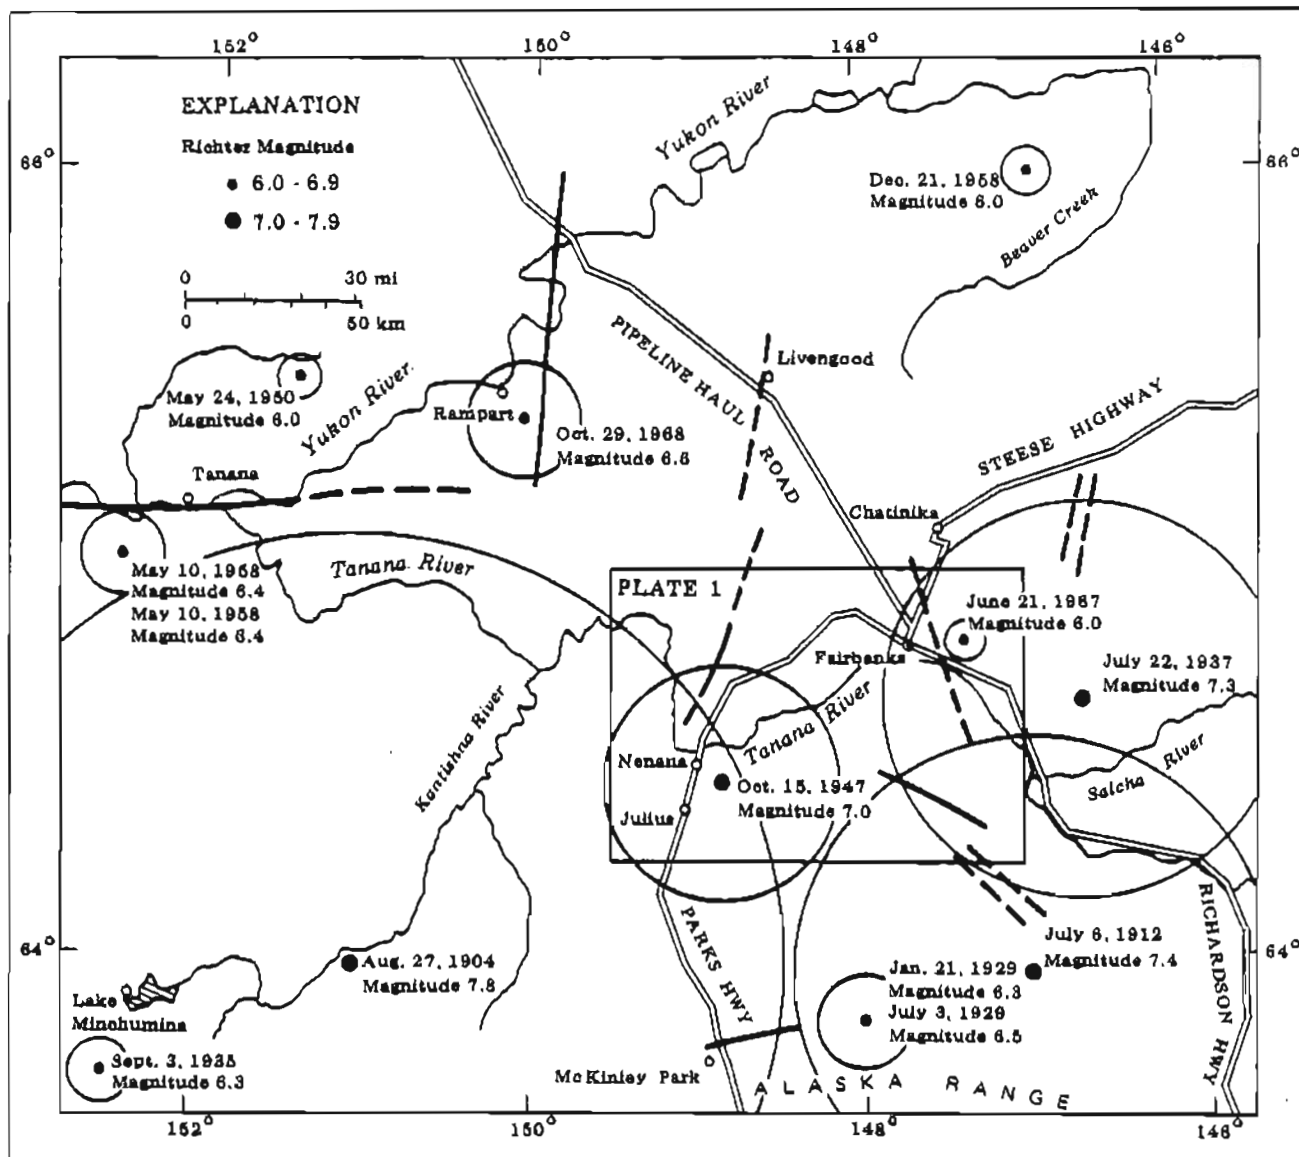 152°
150°
148°
146°
EXPLANATION
Richter Magnitude
6.0 - 6.9
7.0 - 7.9
0
30 mi
0
50 km
66°
66°
Yukon River
Dec. 21, 1958
Magnitude 6.0
Beaver Creek
PIPELINE HAUL ROAD
Livengood
May 24, 1950
Magnitude 6.0
Yukon River
Rampart
Oct. 29, 1968
Magnitude 6.6
STEESE HIGHWAY
Tanana
Chatinika
May 10, 1958
Magnitude 6.4
May 10, 1958
Magnitude 6.4
Tanana River
PLATE 1
June 21, 1967
Magnitude 6.0
Fairbanks
July 22, 1937
Magnitude 7.3
Kantishna River
Tanana River
Nenana
Salcha River
Oct. 15, 1947
Magnitude 7.0
Julius
PARKS HWY
RICHARDSON HWY
64°
64°
July 6, 1912
Magnitude 7.4
Aug. 27, 1904
Magnitude 7.8
Jan. 21, 1929
Magnitude 6.3
July 3, 1929
Magnitude 6.5
Lake
Minchumina
Sept. 3, 1935
Magnitude 6.3
McKinley Park
ALASKA RANGE
152°
150°
148°
146°